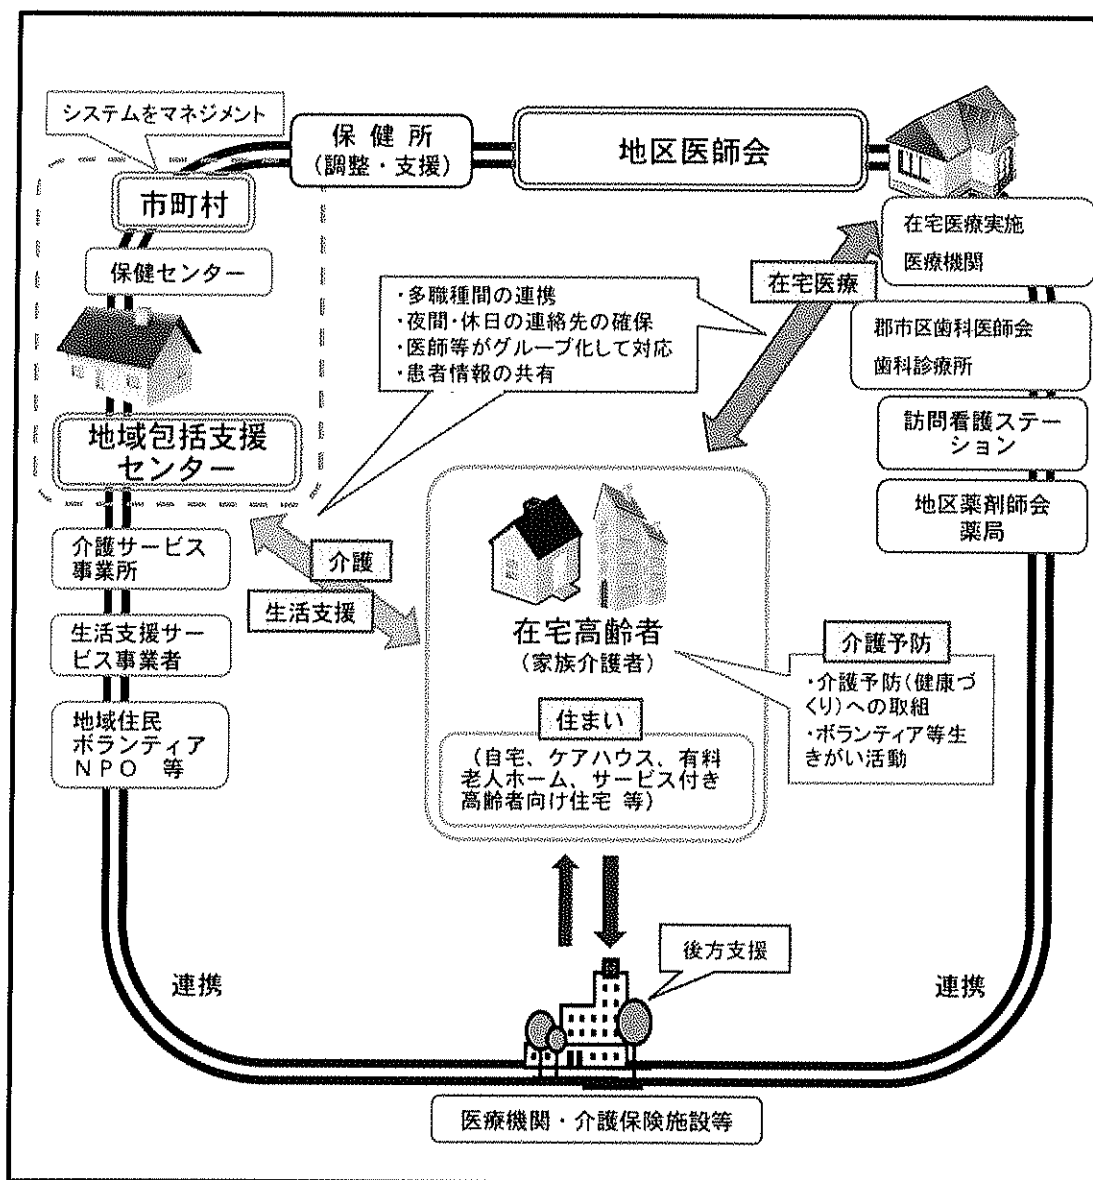 システムをマネジメント
保健所
(調整・支援)
地区医師会
市町村
保健センター
地域包括支援
センター
介護サービス
事業所
生活支援サー
ビス事業者
地域住民
ボランティア
NPO 等
・多職種間の連携
・夜間・休日の連絡先の確保
・医師等がグループ化して対応
・患者情報の共有
在宅医療
在宅医療実施
医療機関
郡市区歯科医師会
歯科診療所
訪問看護ステー
ション
地区薬剤師会
薬局
介護
生活支援
在宅高齢者
(家族介護者)
住まい
(自宅、ケアハウス、有料
老人ホーム、サービス付き
高齢者向け住宅 等)
介護予防
・介護予防(健康づ
くり)への取組
・ボランティア等生
きがい活動
後方支援
連携
連携
医療機関・介護保険施設等